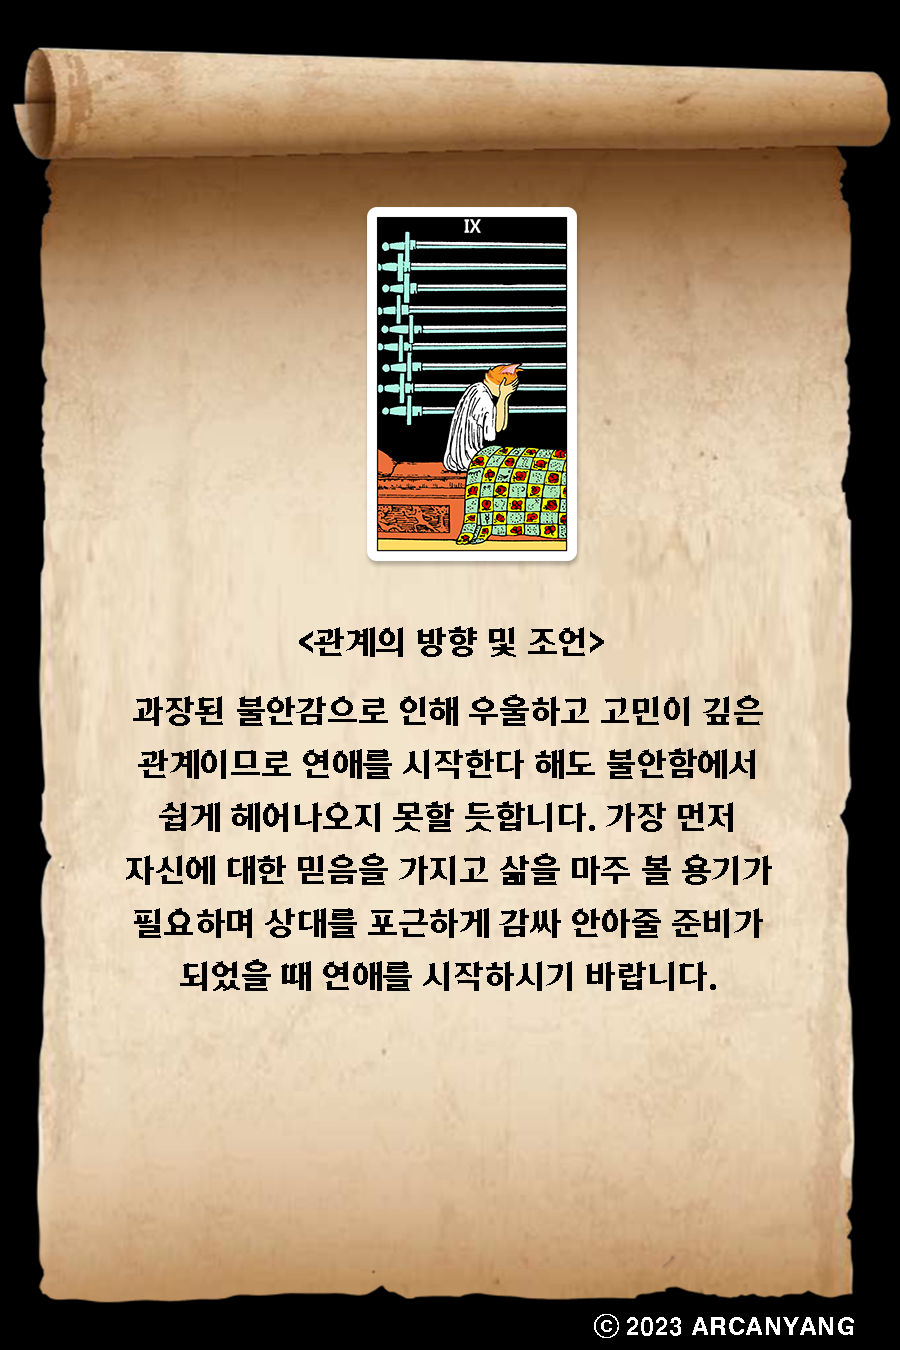 IX
<관계의 방향 및 조언>
과장된 불안감으로 인해 우울하고 고민이 깊은
관계이므로 연애를 시작한다 해도 불안함에서
쉽게 헤어나오지 못할 듯합니다. 가장 먼저
자신에 대한 믿음을 가지고 삶을 마주 볼 용기가
필요하며 상대를 포근하게 감싸 안아줄 준비가
되었을 때 연애를 시작하시기 바랍니다.
ⓒ 2023 ARCANYANG